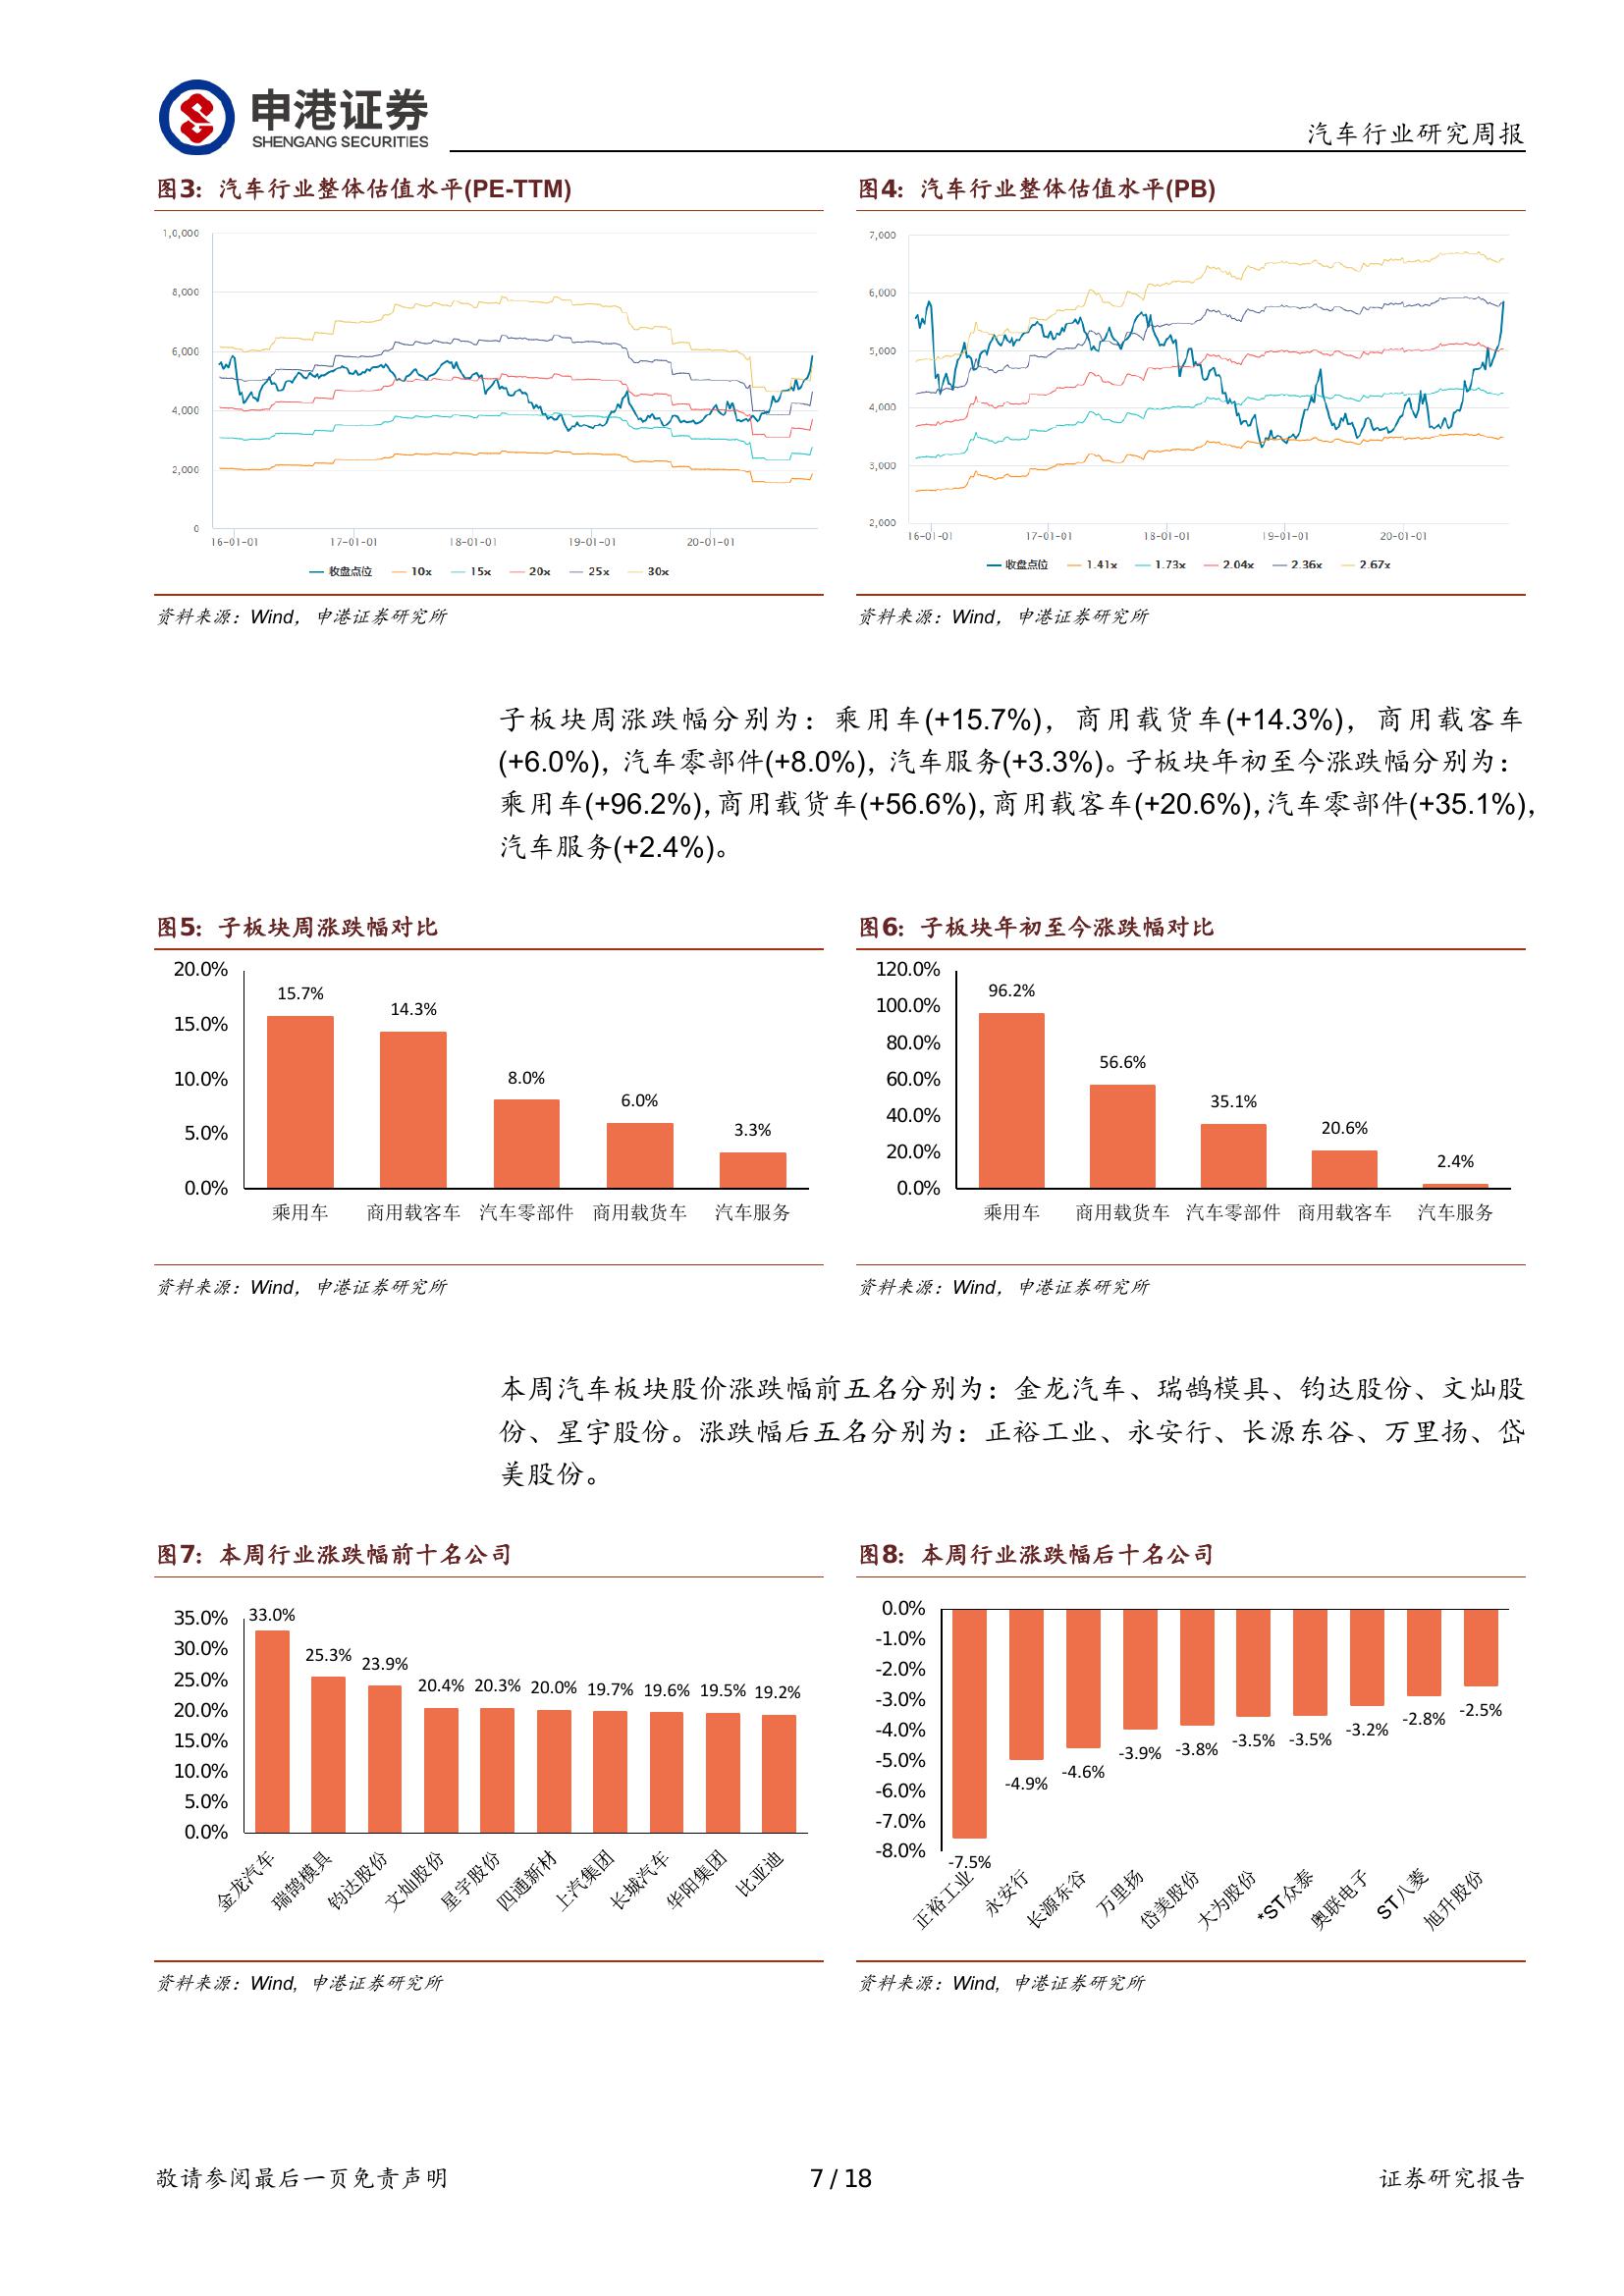 申港证券
SHENGANG SECURITIES
汽车行业研究周报
图3：汽车行业整体估值水平(PE-TTM)
1,0,000
8,000
6,000
4,000
2,000
0
16-01-01 17-01-01 18-01-01 19-01-01 20-01-01
收盘点位 10x 15x 20x 25x 30x
资料来源：Wind，申港证券研究所
图4：汽车行业整体估值水平(PB)
7,000
6,000
5,000
4,000
3,000
2,000
16-01-01 17-01-01 18-01-01 19-01-01 20-01-01
收盘点位 1.41x 1.73x 2.04x 2.36x 2.67x
资料来源：Wind，申港证券研究所
子板块周涨跌幅分别为：乘用车(+15.7%)，商用载货车(+14.3%)，商用载客车
(+6.0%)，汽车零部件(+8.0%)，汽车服务(+3.3%)。子板块年初至今涨跌幅分别为：
乘用车(+96.2%)，商用载货车(+56.6%)，商用载客车(+20.6%)，汽车零部件(+35.1%)，
汽车服务(+2.4%)。
图5：子板块周涨跌幅对比
20.0%
15.0%
10.0%
5.0%
0.0%
15.7% 14.3% 8.0% 6.0% 3.3%
乘用车 商用载客车 汽车零部件 商用载货车 汽车服务
资料来源：Wind，申港证券研究所
图6：子板块年初至今涨跌幅对比
120.0%
100.0%
80.0%
60.0%
40.0%
20.0%
0.0%
96.2% 56.6% 35.1% 20.6% 2.4%
乘用车 商用载货车 汽车零部件 商用载客车 汽车服务
资料来源：Wind，申港证券研究所
本周汽车板块股价涨跌幅前五名分别为：金龙汽车、瑞鹄模具、钧达股份、文灿股
份、星宇股份。涨跌幅后五名分别为：正裕工业、永安行、长源东谷、万里扬、岱
美股份。
图7：本周行业涨跌幅前十名公司
35.0%
30.0%
25.0%
20.0%
15.0%
10.0%
5.0%
0.0%
33.0% 25.3% 23.9% 20.4% 20.3% 20.0% 19.7% 19.6% 19.5% 19.2%
金龙汽车 瑞鹄模具 钧达股份 文灿股份 星宇股份 四通新材 上汽集团 长城汽车 华阳集团 比亚迪
资料来源：Wind，申港证券研究所
图8：本周行业涨跌幅后十名公司
0.0%
-1.0%
-2.0%
-3.0%
-4.0%
-5.0%
-6.0%
-7.0%
-8.0%
-7.5% -4.9% -4.6% -3.9% -3.8% -3.5% -3.5% -3.2% -2.8% -2.5%
正裕工业 永安行 长源东谷 万里扬 岱美股份 大为股份 *ST众泰 奥联电子 ST八菱 旭升股份
资料来源：Wind，申港证券研究所
敬请参阅最后一页免责声明
7 / 18
证券研究报告